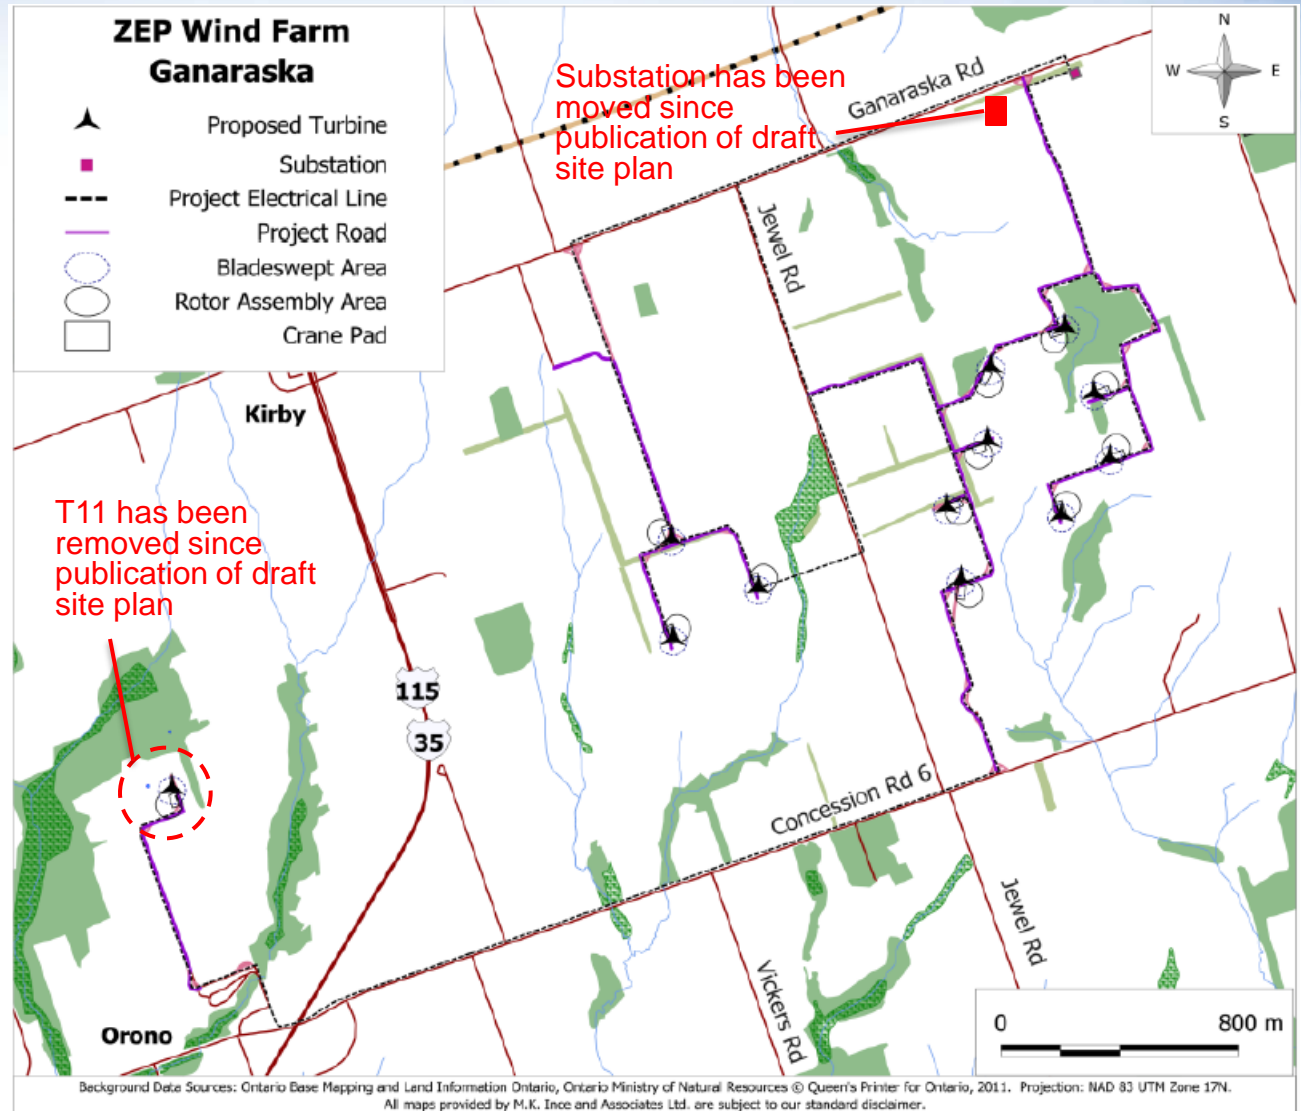 ZEP Wind Farm
Ganaraska
Proposed Turbine
Substation
Project Electrical Line
Project Road
Bladeswept Area
Rotor Assembly Area
Crane Pad
Substation has been
moved since
publication of draft
site plan
Ganaraska Rd
N
W E
S
Jewel Rd
Kirby
T11 has been
removed since
publication of draft
site plan
115
35
Concession Rd 6
Jewel Rd
Vickers Rd
Orono
0 800 m
Background Data Sources: Ontario Base Mapping and Land Information Ontario, Ontario Ministry of Natural Resources © Queen's Printer for Ontario, 2011. Projection: NAD 83 UTM Zone 17N.
All maps provided by M.K. Ince and Associates Ltd. are subject to our standard disclaimer.